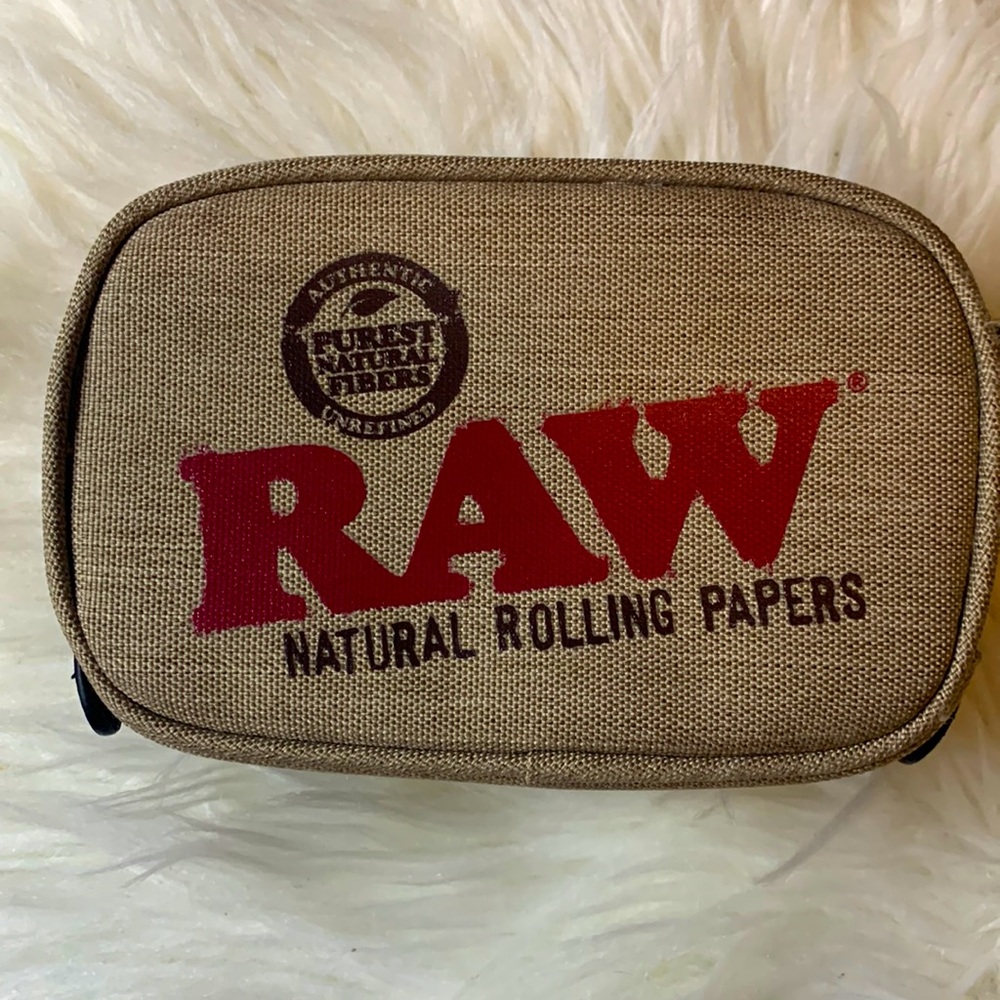 AUTHENTIC
PUREST
NATURAL
FIBERS
UNREFINED
RAW®
NATURAL ROLLING PAPERS